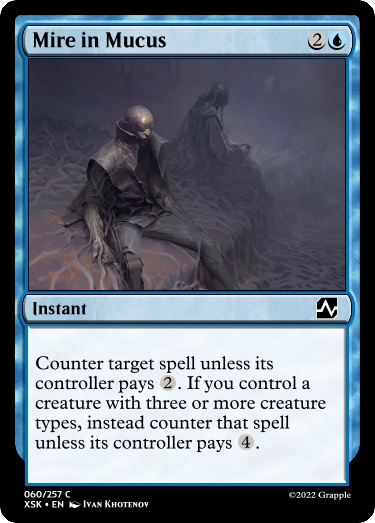 Mire in Mucus 2
Instant
Counter target spell unless its
controller pays 2. If you control a
creature with three or more creature
types, instead counter that spell
unless its controller pays 4.
060/257 C
XSK • EN Ivan Khotenov
©2022 Grapple